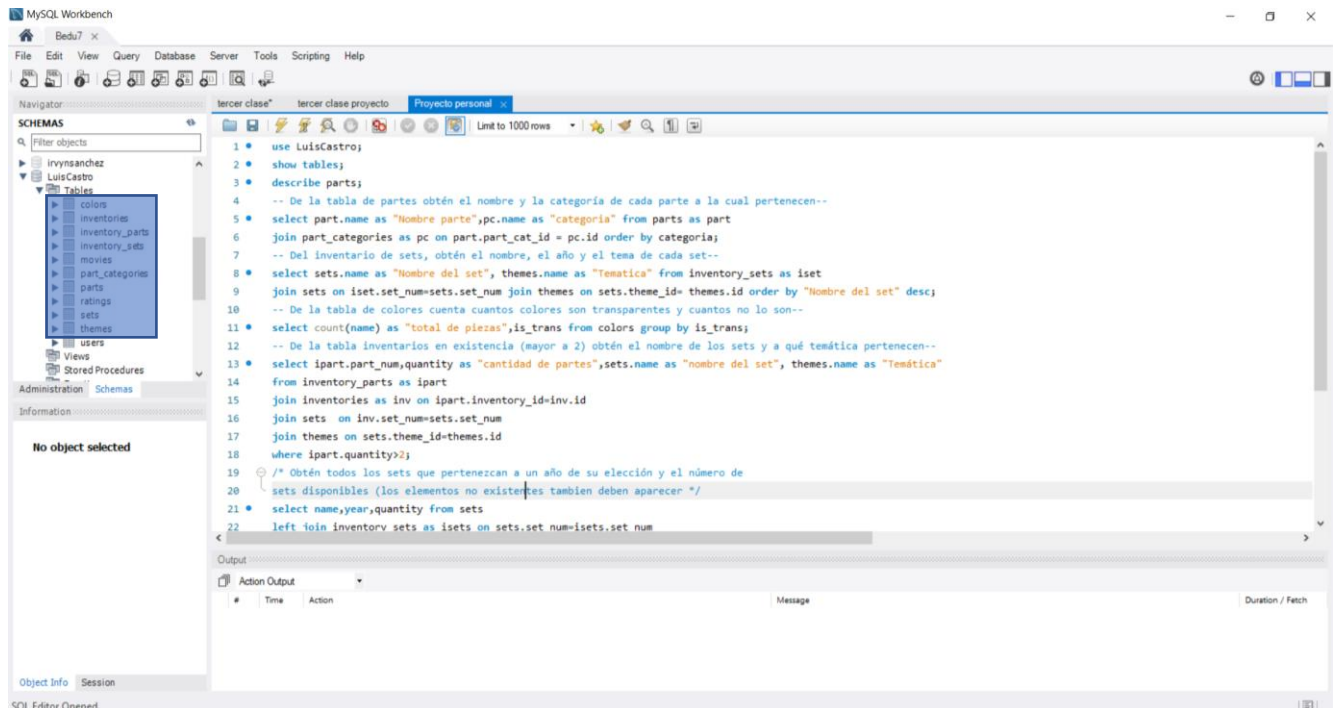 MySQL Workbench
Bedu7
File Edit View Query Database Server Tools Scripting Help
Navigator
SCHEMAS
Filter objects
irvynsanchez
LuisCastro
Tables
colors
inventories
inventory_parts
inventory_sets
movies
part_categories
parts
ratings
sets
themes
users
Views
Stored Procedures
Administration Schemas
Information
No object selected
Object Info Session
SQL Editor Opened.
tercer clase* tercer clase proyecto Proyecto personal
Limit to 1000 rows
1 use LuisCastro;
2 show tables;
3 describe parts;
4 -- De la tabla de partes obtén el nombre y la categoría de cada parte a la cual pertenecen--
5 select part.name as "Nombre parte",pc.name as "categoria" from parts as part
6 join part_categories as pc on part.part_cat_id = pc.id order by categoria;
7 -- Del inventario de sets, obtén el nombre, el año y el tema de cada set--
8 select sets.name as "Nombre del set", themes.name as "Tematica" from inventory_sets as iset
9 join sets on iset.set_num=sets.set_num join themes on sets.theme_id= themes.id order by "Nombre del set" desc;
10 -- De la tabla de colores cuenta cuantos colores son transparentes y cuantos no lo son--
11 select count(name) as "total de piezas",is_trans from colors group by is_trans;
12 -- De la tabla inventarios en existencia (mayor a 2) obtén el nombre de los sets y a qué temática pertenecen--
13 select ipart.part_num,quantity as "cantidad de partes",sets.name as "nombre del set", themes.name as "Temática"
14 from inventory_parts as ipart
15 join inventories as inv on ipart.inventory_id=inv.id
16 join sets on inv.set_num=sets.set_num
17 join themes on sets.theme_id=themes.id
18 where ipart.quantity>2;
19 /* Obtén todos los sets que pertenezcan a un año de su elección y el número de
20 sets disponibles (los elementos no existentes tambien deben aparecer */
21 select name,year,quantity from sets
22 left join inventory_sets as isets on sets.set_num=isets.set_num
Output
Action Output
# Time Action Message Duration / Fetch